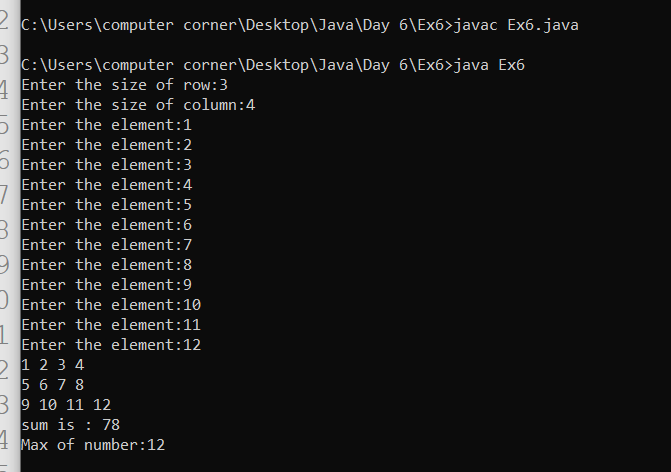 C:\Users\computer corner\Desktop\Java\Day 6\Ex6>javac Ex6.java
C:\Users\computer corner\Desktop\Java\Day 6\Ex6>java Ex6
Enter the size of row:3
Enter the size of column:4
Enter the element:1
Enter the element:2
Enter the element:3
Enter the element:4
Enter the element:5
Enter the element:6
Enter the element:7
Enter the element:8
Enter the element:9
Enter the element:10
Enter the element:11
Enter the element:12
1 2 3 4
5 6 7 8
9 10 11 12
sum is : 78
Max of number:12